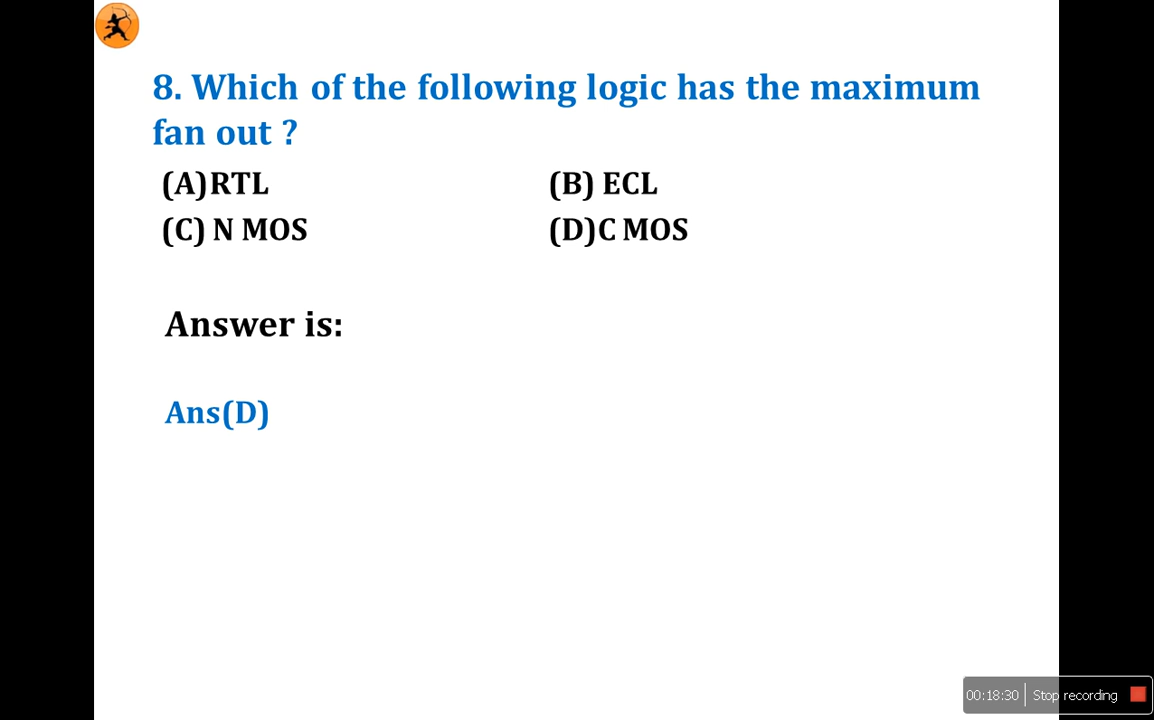 8. Which of the following logic has the maximum
fan out ?
(A)RTL (B) ECL
(C) N MOS (D)C MOS
Answer is:
Ans(D)
00:18:30 Stop recording